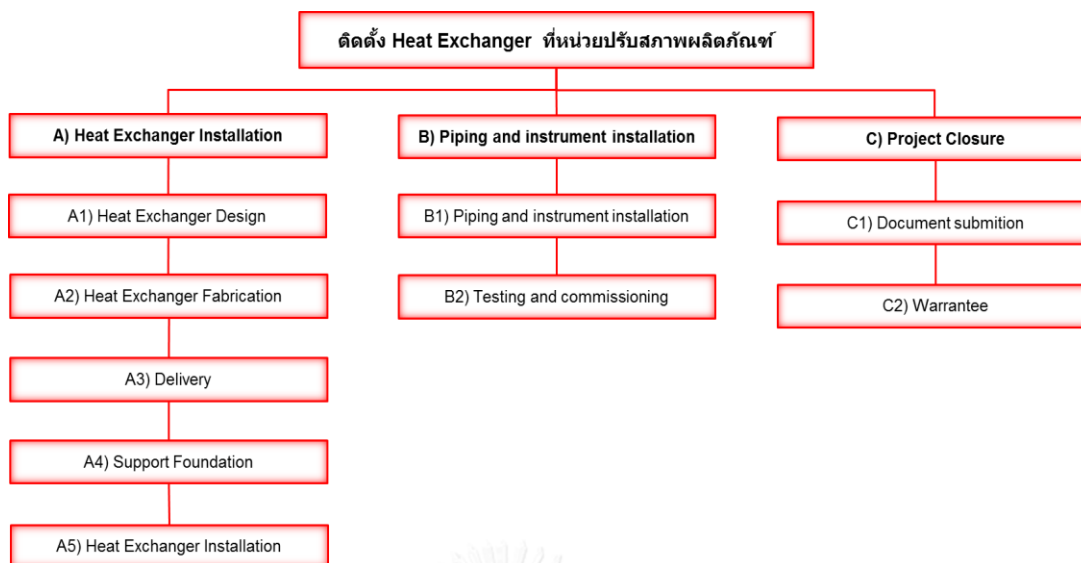 ติดตั้ง Heat Exchanger ที่หน่วยปรับสภาพผลิตภัณฑ์
A) Heat Exchanger Installation
B) Piping and instrument installation
C) Project Closure
A1) Heat Exchanger Design
B1) Piping and instrument installation
C1) Document submition
A2) Heat Exchanger Fabrication
B2) Testing and commissioning
C2) Warrantee
A3) Delivery
A4) Support Foundation
A5) Heat Exchanger Installation